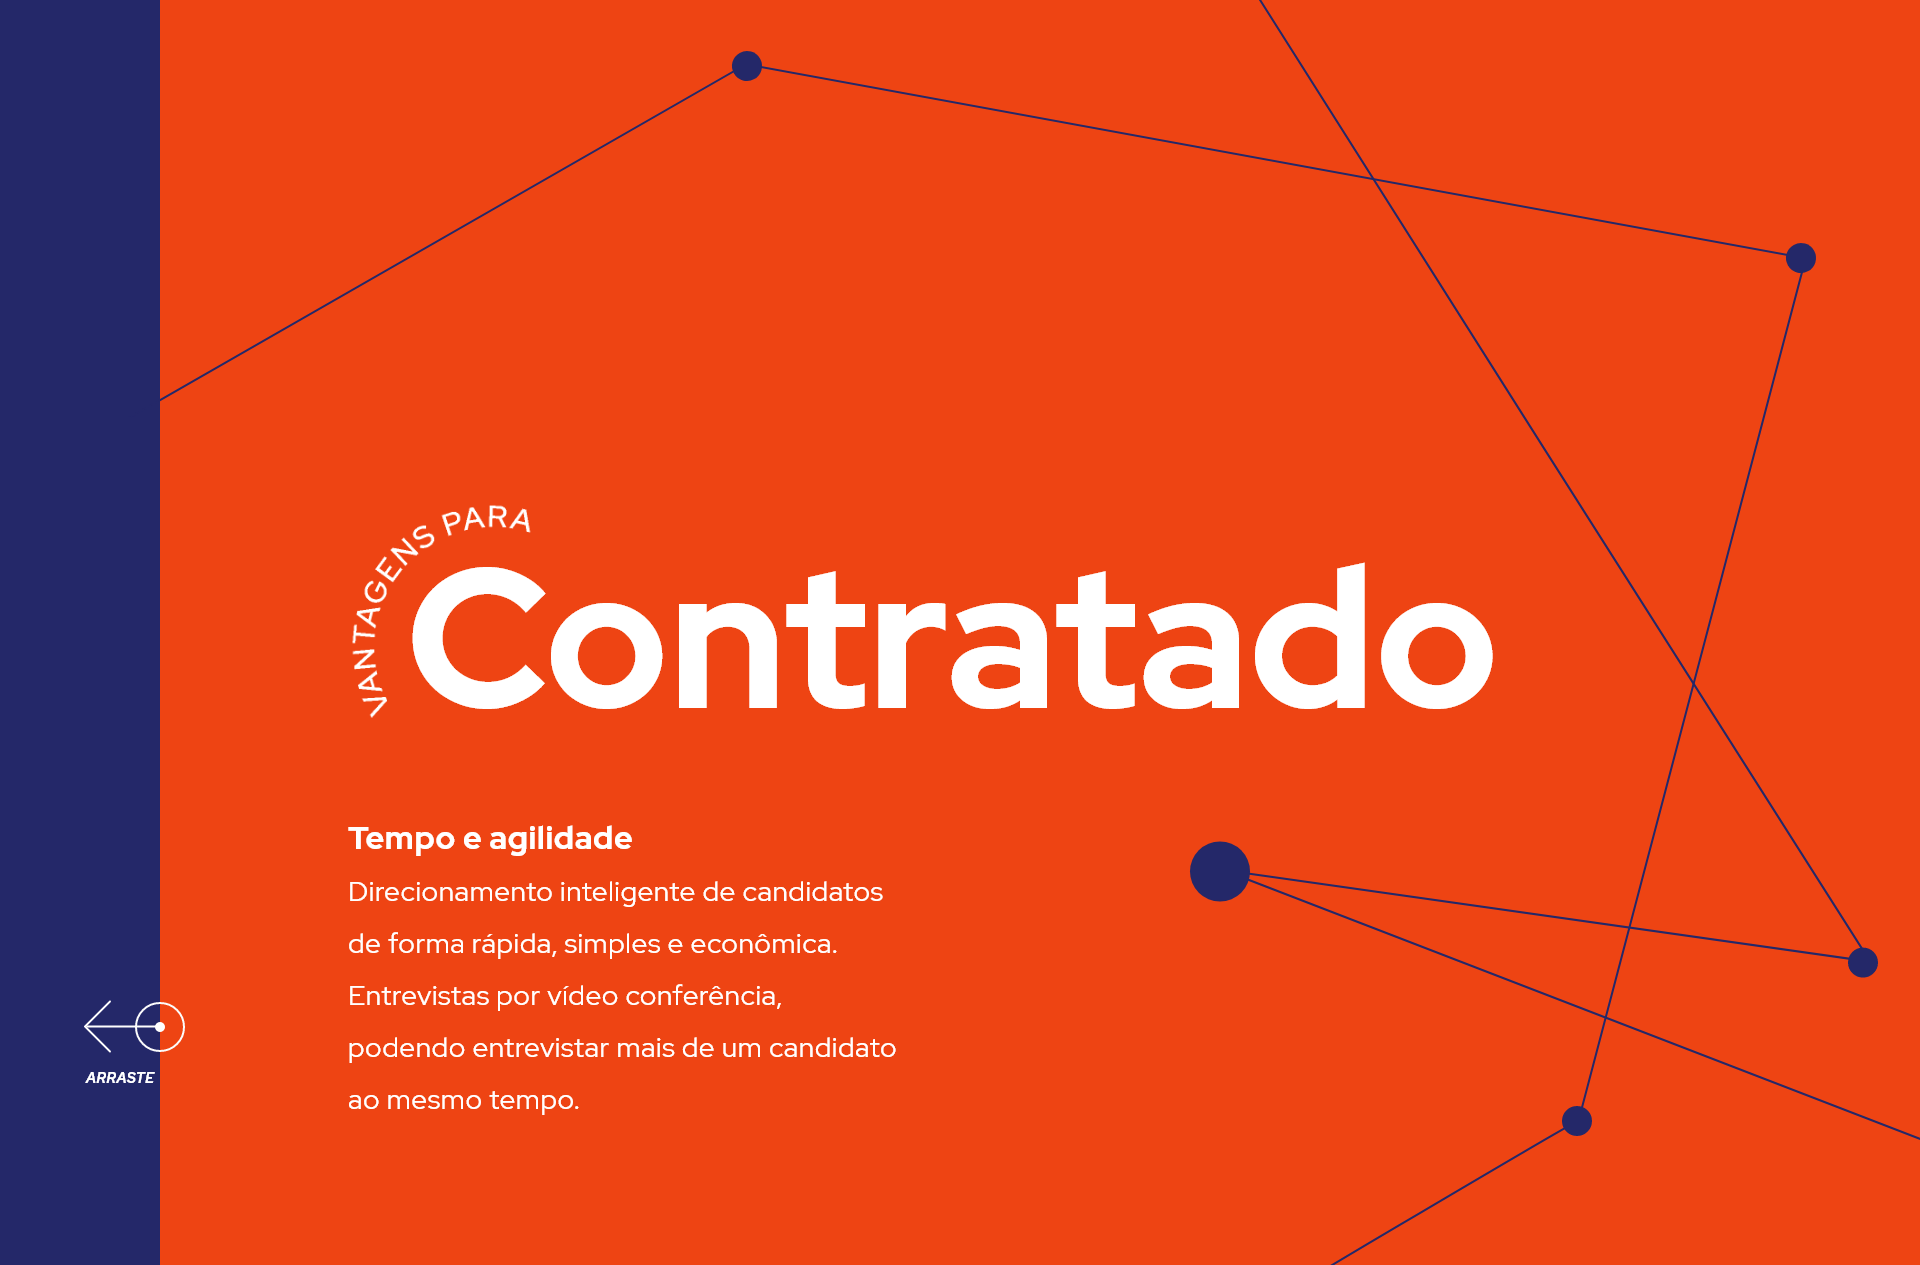 VANTAGENS PARA
Contratado
Tempo e agilidade
Direcionamento inteligente de candidatos
de forma rápida, simples e econômica.
Entrevistas por vídeo conferência,
podendo entrevistar mais de um candidato
ao mesmo tempo.
ARRASTE